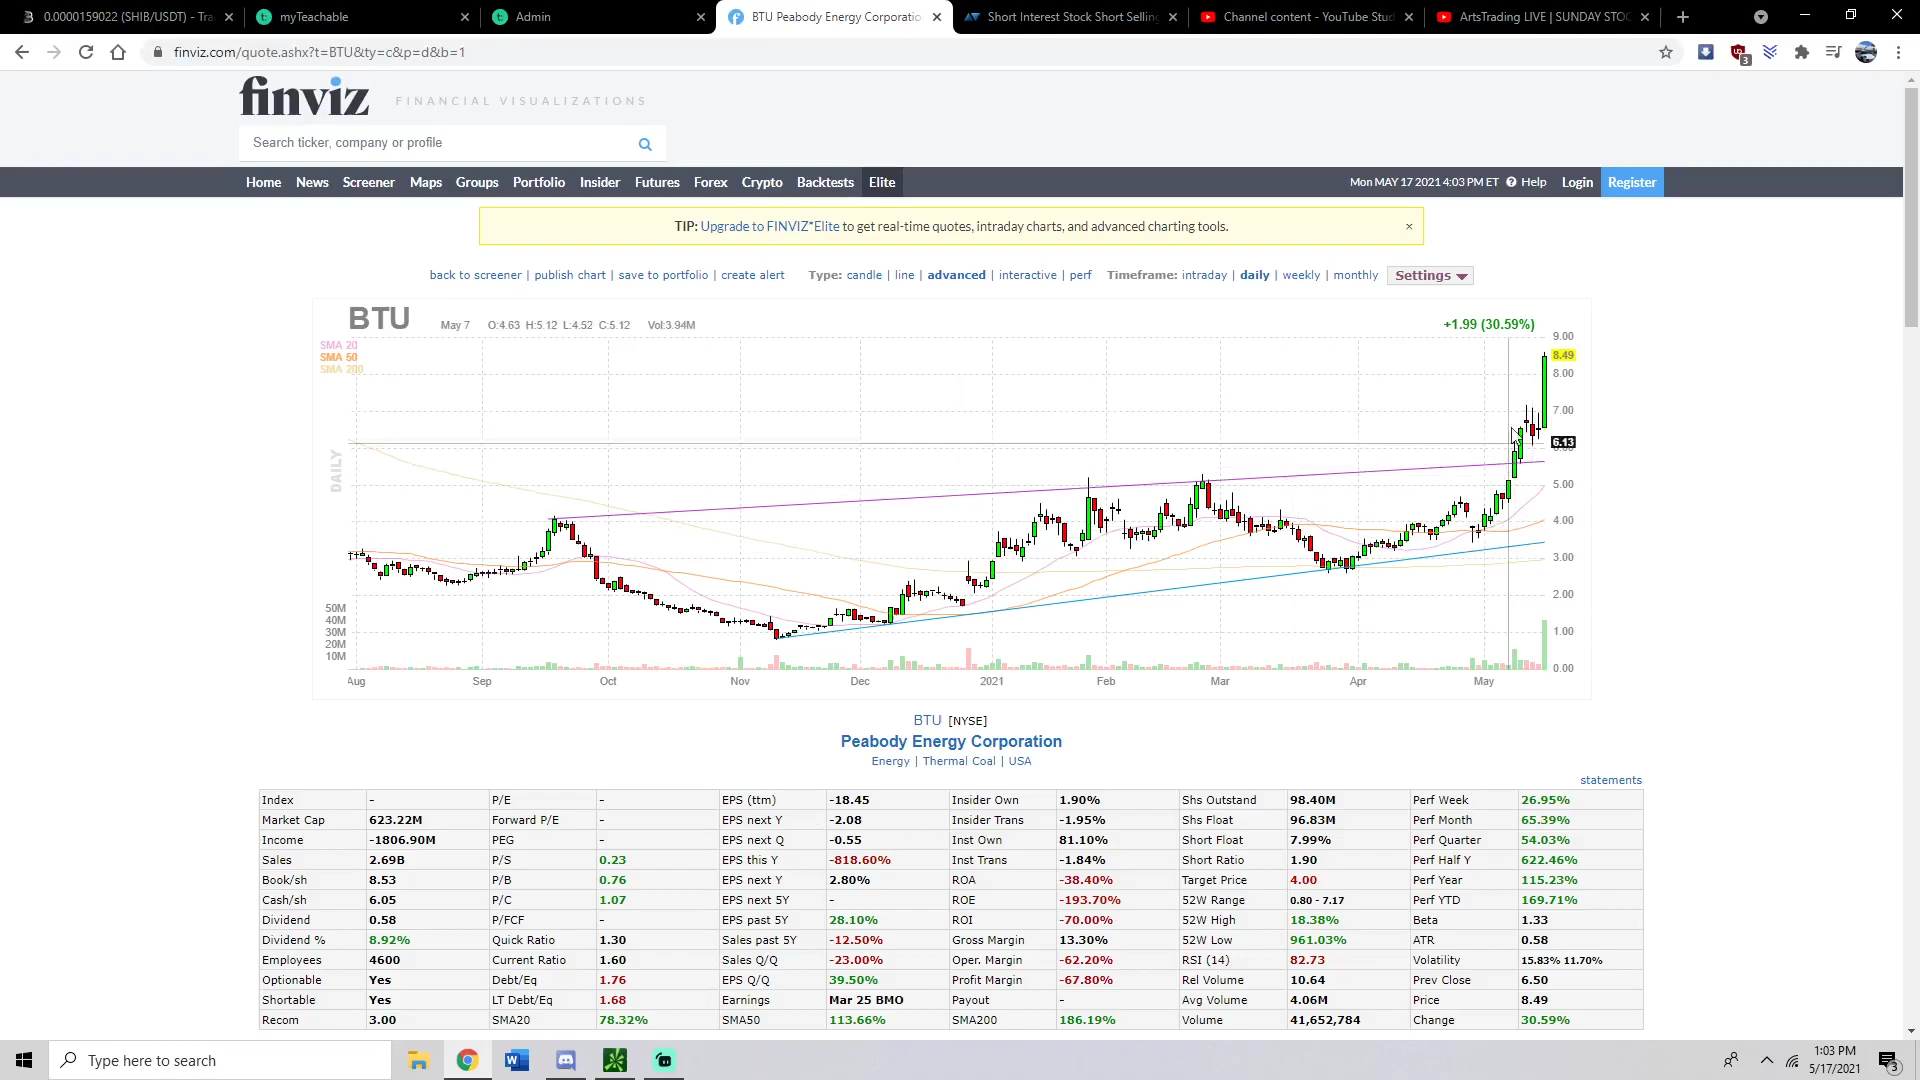 0.0000159022 (SHIB/USDT) - Tra
myTeachable
Admin
BTU Peabody Energy Corporatio
Short Interest Stock Short Selling
Channel content - YouTube Stud
ArtsTrading LIVE | SUNDAY STOC
finviz.com/quote.ashx?t=BTU&ty=c&p=d&b=1
3
finviz FINANCIAL VISUALIZATIONS
Search ticker, company or profile
Home News Screener Maps Groups Portfolio Insider Futures Forex Crypto Backtests Elite Mon MAY 17 2021 4:03 PM ET Help Login Register
TIP: Upgrade to FINVIZ*Elite to get real-time quotes, intraday charts, and advanced charting tools. ×
back to screener | publish chart | save to portfolio | create alert Type: candle | line | advanced | interactive | perf Timeframe: intraday | daily | weekly | monthly Settings
BTU May 7 O:4.63 H:5.12 L:4.52 C:5.12 Vol:3.94M +1.99 (30.59%)
SMA 20
SMA 50
SMA 200
DAILY
9.00
8.49
8.00
7.00
6.13
6.00
5.00
4.00
3.00
2.00
1.00
0.00
50M
40M
30M
20M
10M
Aug Sep Oct Nov Dec 2021 Feb Mar Apr May
BTU [NYSE]
Peabody Energy Corporation
Energy | Thermal Coal | USA
statements
Index - P/E - EPS (ttm) -18.45 Insider Own 1.90% Shs Outstand 98.40M Perf Week 26.95%
Market Cap 623.22M Forward P/E - EPS next Y -2.08 Insider Trans -1.95% Shs Float 96.83M Perf Month 65.39%
Income -1806.90M PEG - EPS next Q -0.55 Inst Own 81.10% Short Float 7.99% Perf Quarter 54.03%
Sales 2.69B P/S 0.23 EPS this Y -818.60% Inst Trans -1.84% Short Ratio 1.90 Perf Half Y 622.46%
Book/sh 8.53 P/B 0.76 EPS next Y 2.80% ROA -38.40% Target Price 4.00 Perf Year 115.23%
Cash/sh 6.05 P/C 1.07 EPS next 5Y - ROE -193.70% 52W Range 0.80 - 7.17 Perf YTD 169.71%
Dividend 0.58 P/FCF - EPS past 5Y 28.10% ROI -70.00% 52W High 18.38% Beta 1.33
Dividend % 8.92% Quick Ratio 1.30 Sales past 5Y -12.50% Gross Margin 13.30% 52W Low 961.03% ATR 0.58
Employees 4600 Current Ratio 1.60 Sales Q/Q -23.00% Oper. Margin -62.20% RSI (14) 82.73 Volatility 15.83% 11.70%
Optionable Yes Debt/Eq 1.76 EPS Q/Q 39.50% Profit Margin -67.80% Rel Volume 10.64 Prev Close 6.50
Shortable Yes LT Debt/Eq 1.68 Earnings Mar 25 BMO Payout - Avg Volume 4.06M Price 8.49
Recom 3.00 SMA20 78.32% SMA50 113.66% SMA200 186.19% Volume 41,652,784 Change 30.59%
Type here to search
1:03 PM
5/17/2021
3